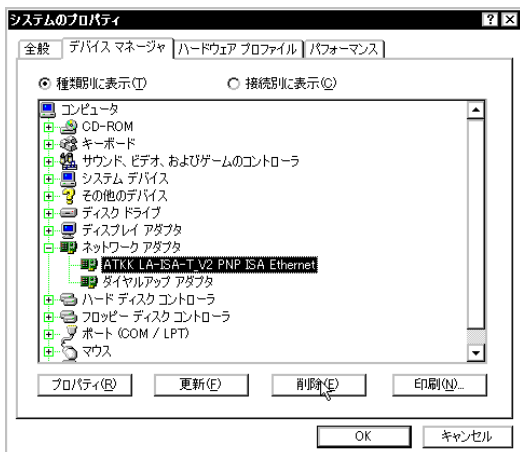 システムのプロパティ
全般 デバイス マネージャ ハードウェア プロファイル パフォーマンス
種類別に表示(T) 接続別に表示(C)
コンピュータ
CD-ROM
キーボード
サウンド、ビデオ、およびゲームのコントローラ
システム デバイス
その他のデバイス
ディスク ドライブ
ディスプレイ アダプタ
ネットワーク アダプタ
ATKK LA-ISA-T_V2 PNP ISA Ethernet
ダイヤルアップ アダプタ
ハード ディスク コントローラ
フロッピー ディスク コントローラ
ポート (COM / LPT)
マウス
プロパティ(R) 更新(F) 削除(E) 印刷(N)...
OK キャンセル